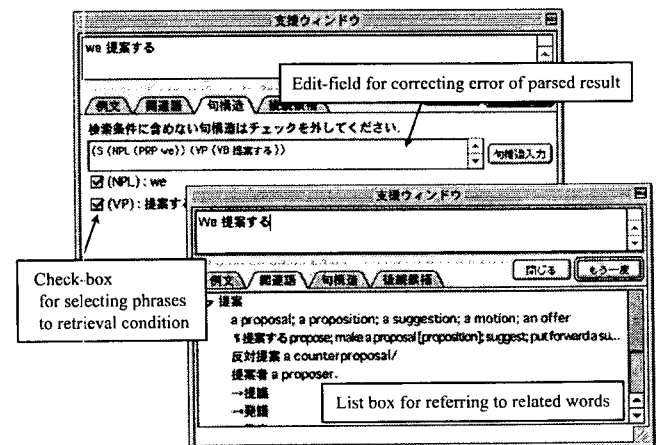 支援ウィンドウ
we 提案する
Edit-field for correcting error of parsed result
例文 関連語 句構造 後続候補
検索条件に含めない句構造はチェックを外してください.
(S (NPL (PRP we)) (VP (VB 提案する))
句構造入力
(NPL) : we
(VP) : 提案す
Check-box
for selecting phrases
to retrieval condition
支援ウィンドウ
We 提案する
閉じる もう一度
例文 関連語 句構造 後続候補
提案
a proposal; a proposition; a suggestion; a motion; an offer
¶提案する propose; make a proposal [proposition]; suggest; put forward a su...
反対提案 a counterproposal/
提案者 a proposer.
→提議
→発議
List box for referring to related words